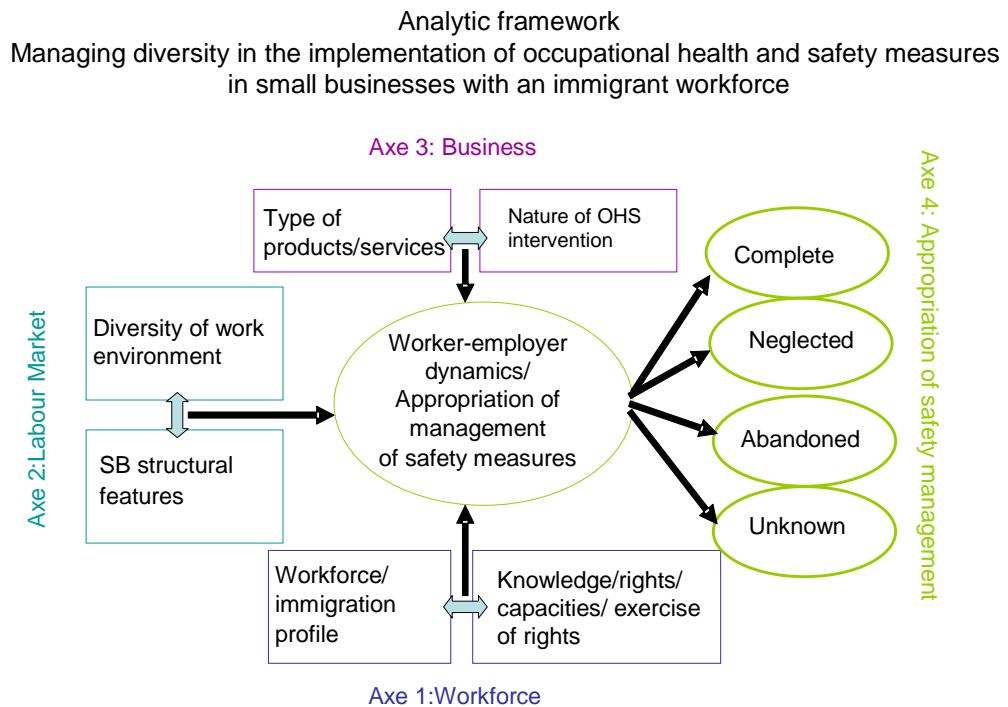 Analytic framework
Managing diversity in the implementation of occupational health and safety measures
in small businesses with an immigrant workforce
Axe 3: Business
Type of
products/services
Nature of OHS
intervention
Axe 2:Labour Market
Diversity of work
environment
SB structural
features
Worker-employer
dynamics/
Appropriation of
management
of safety measures
Complete
Neglected
Abandoned
Unknown
Axe 4: Appropriation of safety management
Workforce/
immigration
profile
Knowledge/rights/
capacities/ exercise
of rights
Axe 1:Workforce